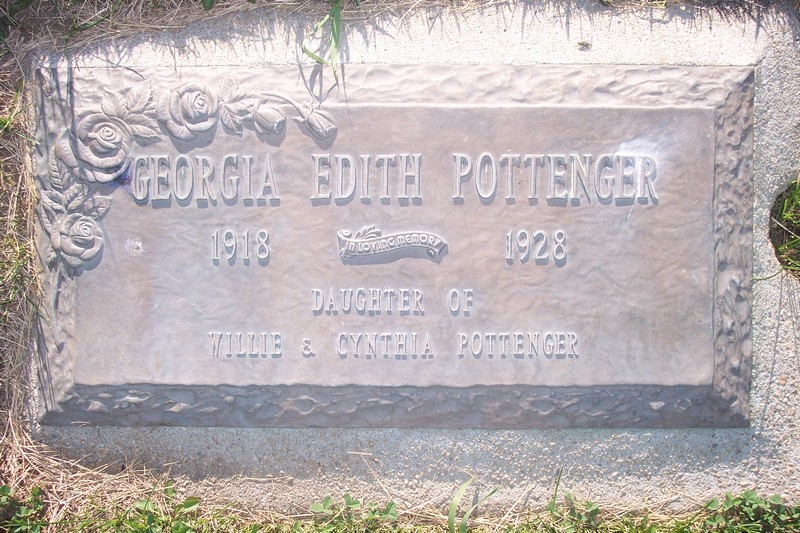 GEORGIA EDITH POTTENGER
1918 IN LOVING MEMORY 1928
DAUGHTER OF
WILLIE & CYNTHIA POTTENGER